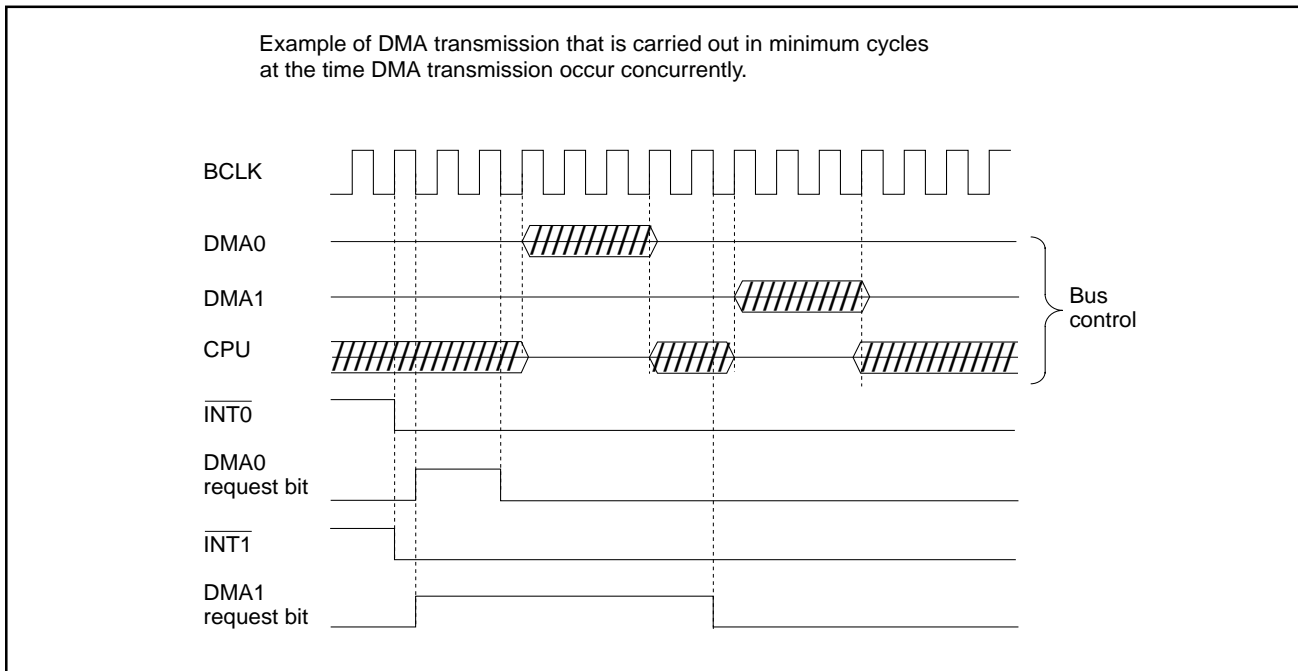 Example of DMA transmission that is carried out in minimum cycles
at the time DMA transmission occur concurrently.
BCLK
DMA0
DMA1
CPU
Bus
control
INT0
DMA0
request bit
INT1
DMA1
request bit